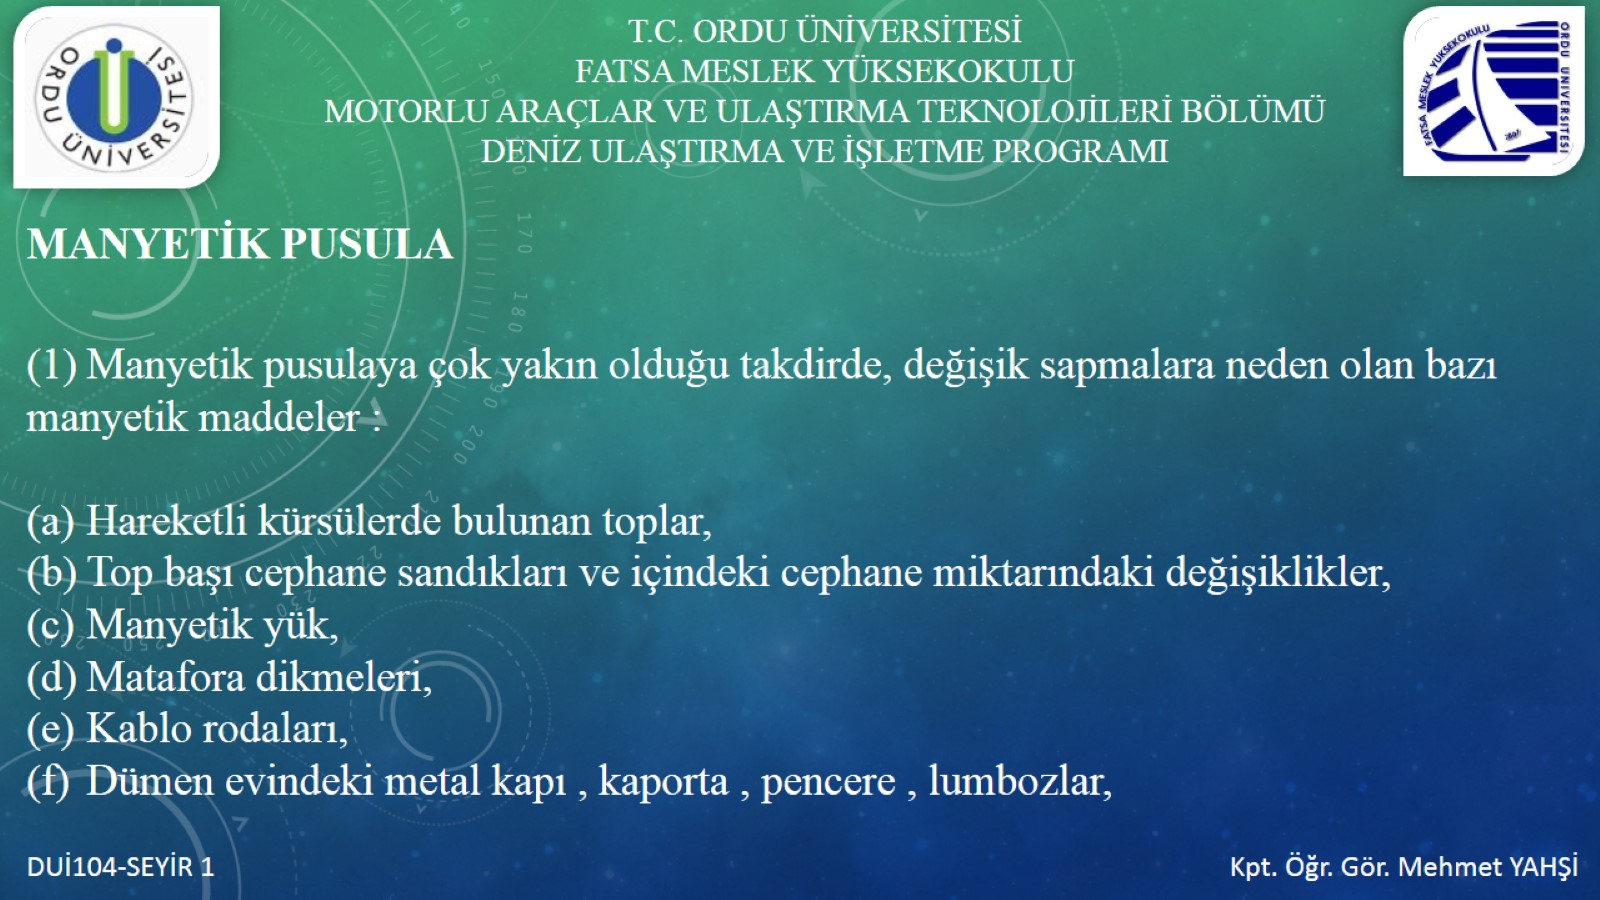 T.C. ORDU ÜNİVERSİTESİ
FATSA MESLEK YÜKSEKOKULU
MOTORLU ARAÇLAR VE ULAŞTIRMA TEKNOLOJİLERİ BÖLÜMÜ
DENİZ ULAŞTIRMA VE İŞLETME PROGRAMI
ORDU ÜNİVERSİTESİ
FATSA MESLEK YÜKSEKOKULU
ORDU ÜNİVERSİTESİ
MANYETİK PUSULA
(1) Manyetik pusulaya çok yakın olduğu takdirde, değişik sapmalara neden olan bazı
manyetik maddeler :
(a) Hareketli kürsülerde bulunan toplar,
(b) Top başı cephane sandıkları ve içindeki cephane miktarındaki değişiklikler,
(c) Manyetik yük,
(d) Matafora dikmeleri,
(e) Kablo rodaları,
(f) Dümen evindeki metal kapı , kaporta , pencere , lumbozlar,
DUİ104-SEYİR 1
Kpt. Öğr. Gör. Mehmet YAHŞİ